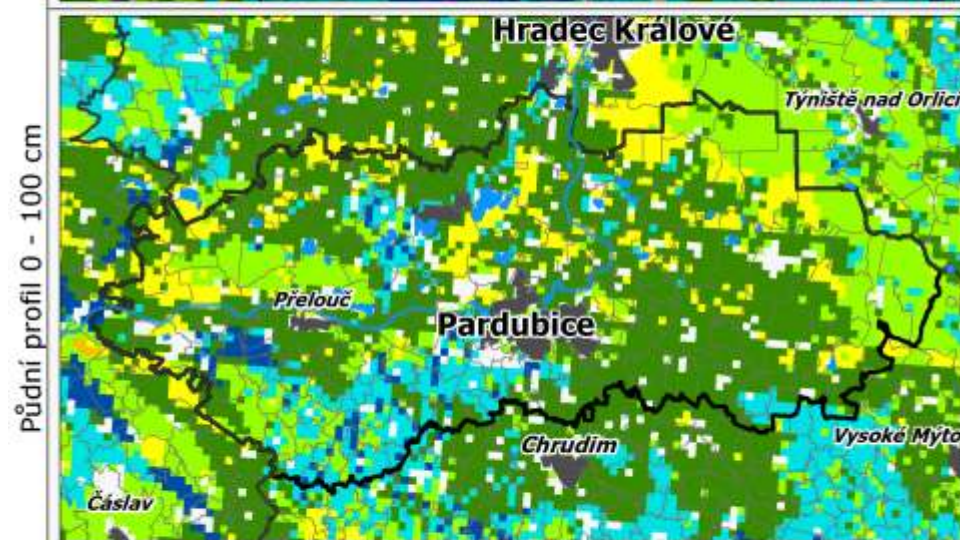 Hradec Králové
Týniště nad Orlicí
Půdní profil 0 - 100 cm
Přelouč
Pardubice
Chrudim
Vysoké Mýto
Čáslav